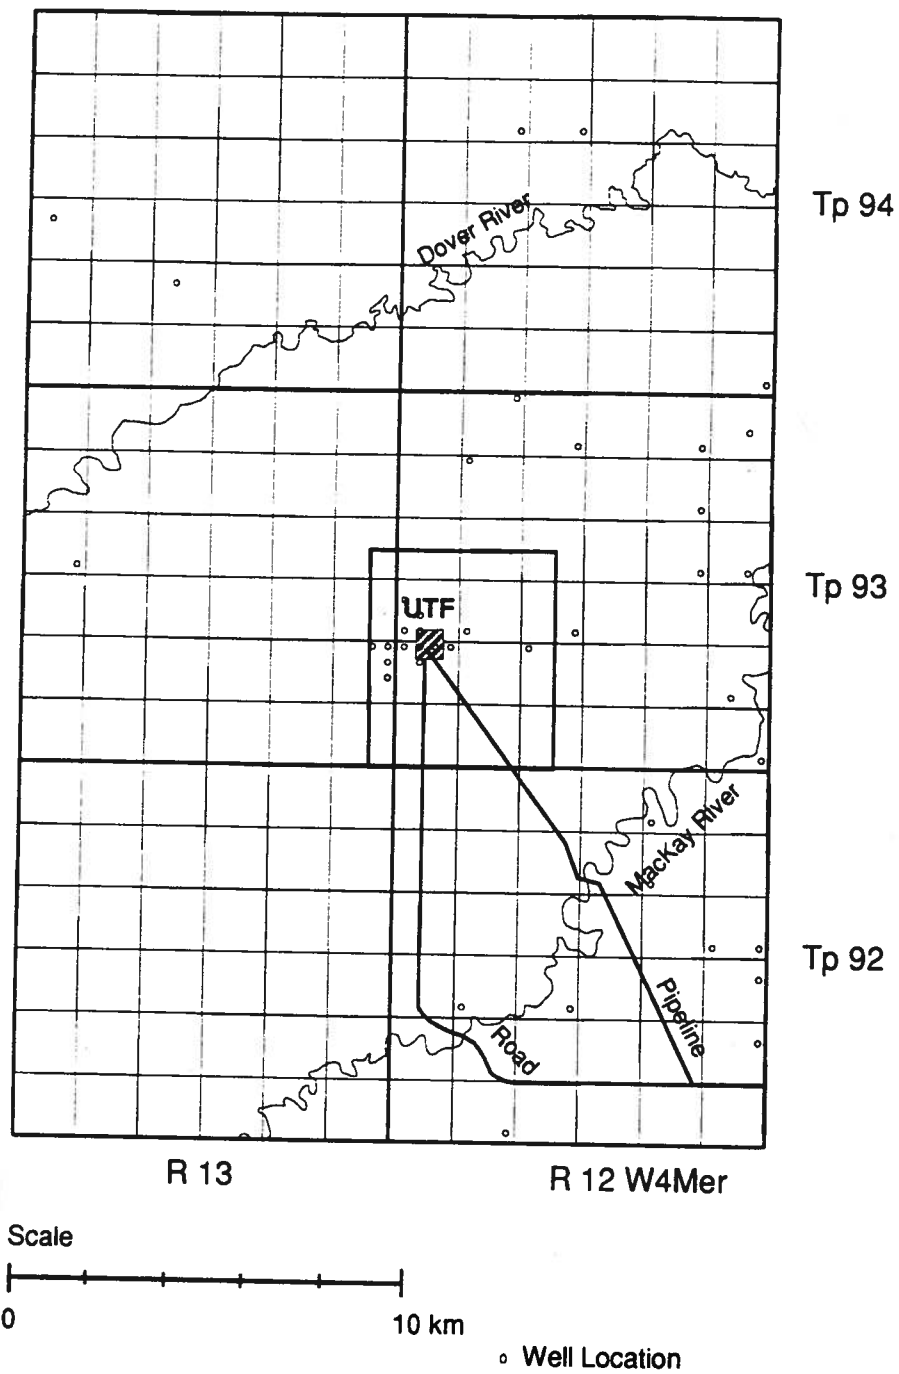 Dover River
Tp 94
UTF
Tp 93
MacKay River
Tp 92
Pipeline
Road
R 13
R 12 W4Mer
Scale
0
10 km
Well Location